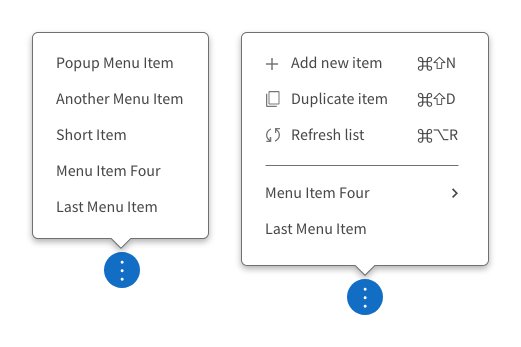 Popup Menu Item
Another Menu Item
Short Item
Menu Item Four
Last Menu Item
Add new item ⌘⇧N
Duplicate item ⌘⇧D
Refresh list ⌘⌥R
Menu Item Four
Last Menu Item